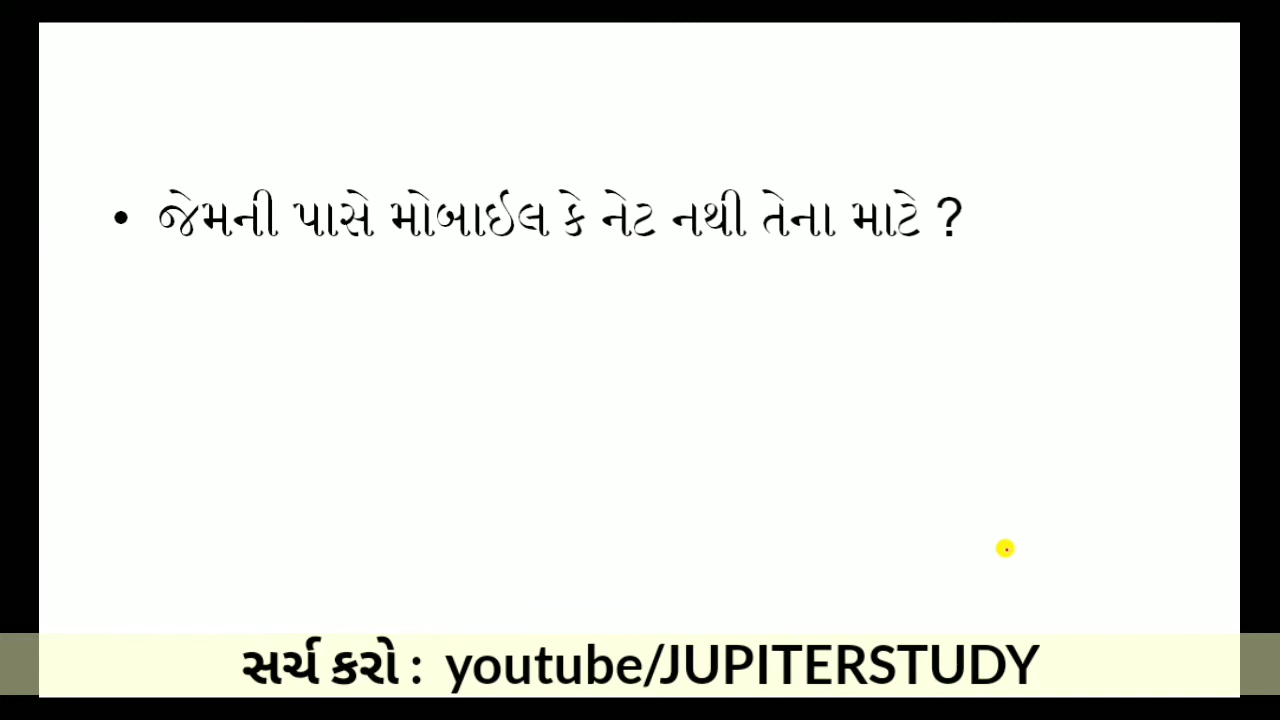 • જેમની પાસે મોબાઈલ કે નેટ નથી તેના માટે ?
સર્ચ કરો : youtube/JUPITERSTUDY